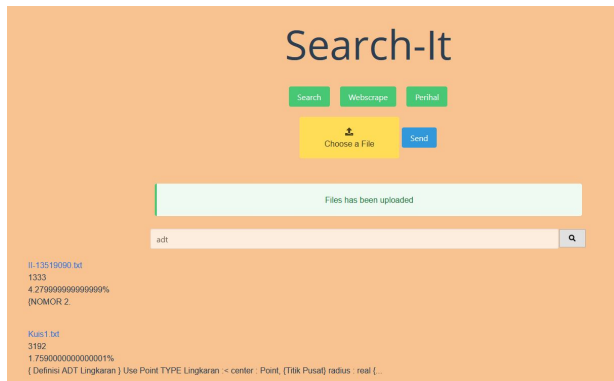 Search-It
Search Webscrape Perihal
Choose a File Send
Files has been uploaded
adt
II-13519090.txt
1333
4.279999999999999%
{NOMOR 2.
Kuis1.txt
3192
1.7590000000000001%
{ Definisi ADT Lingkaran } Use Point TYPE Lingkaran :< center : Point, {Titik Pusat} radius : real {...